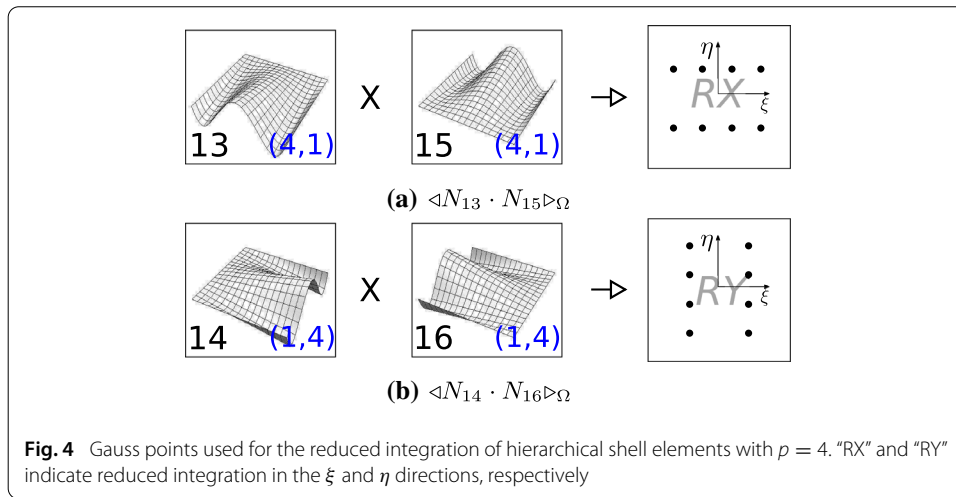 13 (4,1) X 15 (4,1) η RX ξ
(a) ⊲N13 · N15⊳Ω
14 (1,4) X 16 (1,4) η RY ξ
(b) ⊲N14 · N16⊳Ω
Fig. 4 Gauss points used for the reduced integration of hierarchical shell elements with p = 4. “RX” and “RY”
indicate reduced integration in the ξ and η directions, respectively